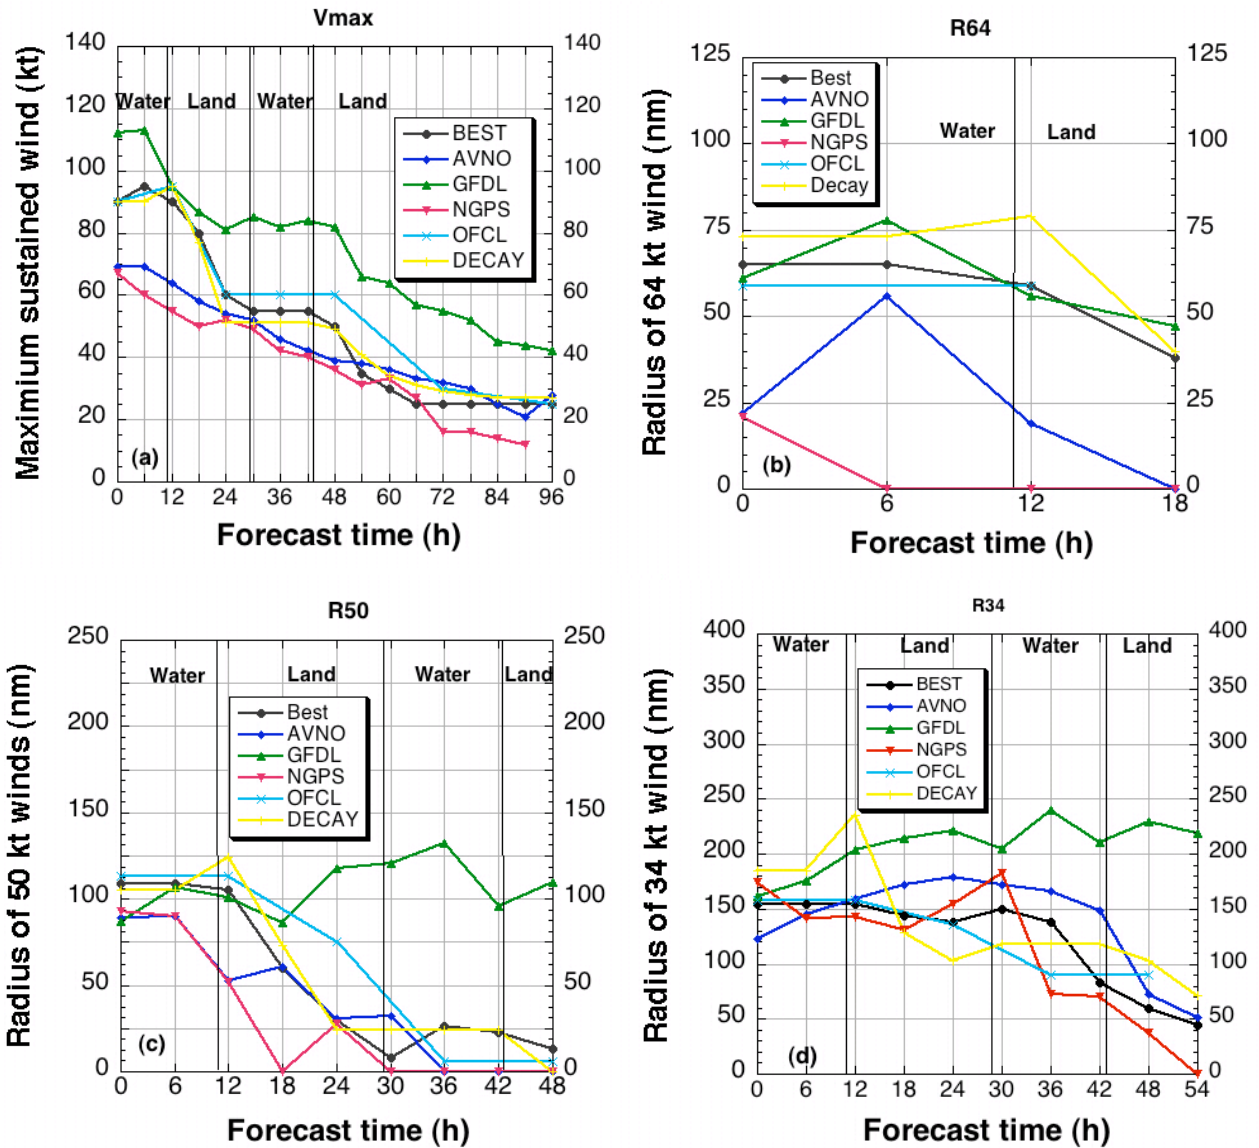 Vmax
Maximium sustained wind (kt)
140
120
100
80
60
40
20
0
Water Land Water Land
BEST
AVNO
GFDL
NGPS
OFCL
DECAY
140
120
100
80
60
40
20
0
(a)
0 12 24 36 48 60 72 84 96
Forecast time (h)
R64
Radius of 64 kt wind (nm)
125
100
75
50
25
0
Best
AVNO
GFDL
NGPS
OFCL
Decay
Water Land
125
100
75
50
25
0
(b)
0 6 12 18
Forecast time (h)
R50
Radius of 50 kt winds (nm)
250
200
150
100
50
0
Water Land Water Land
Best
AVNO
GFDL
NGPS
OFCL
DECAY
250
200
150
100
50
0
(c)
0 6 12 18 24 30 36 42 48
Forecast time (h)
R34
Radius of 34 kt wind (nm)
400
350
300
250
200
150
100
50
0
Water Land Water Land
BEST
AVNO
GFDL
NGPS
OFCL
DECAY
400
350
300
250
200
150
100
50
0
(d)
0 6 12 18 24 30 36 42 48 54
Forecast time (h)